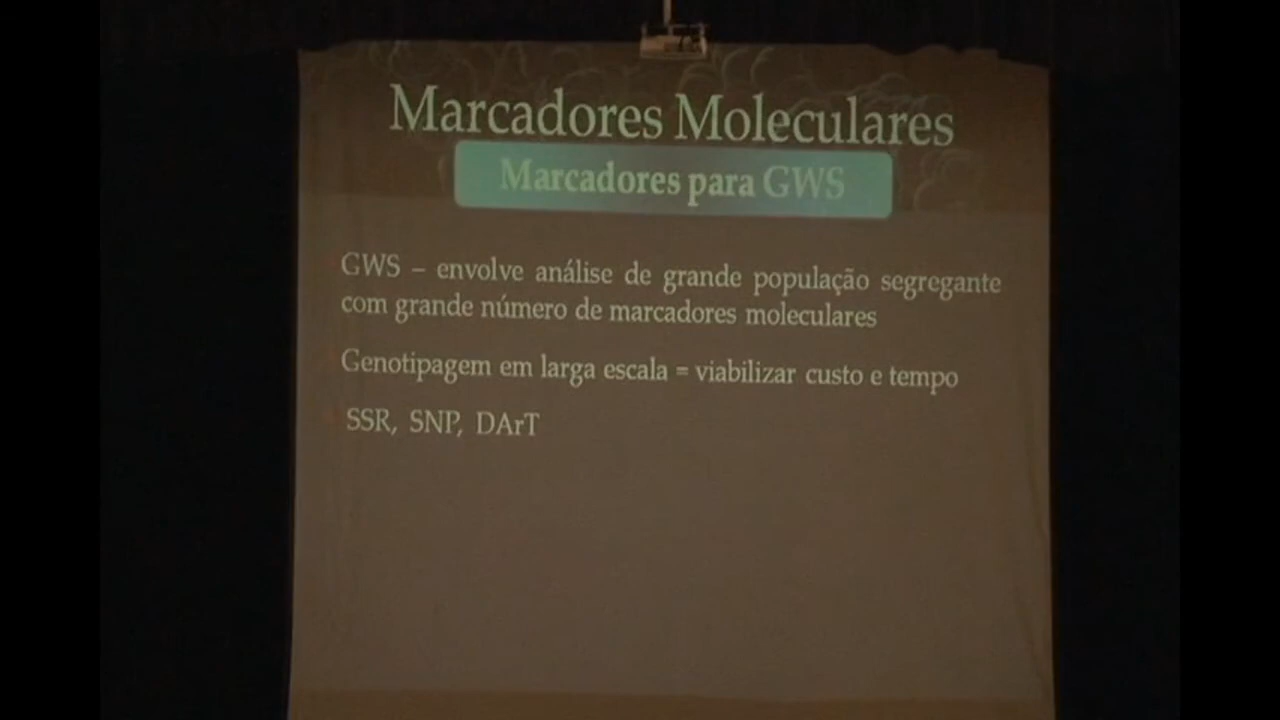 Marcadores Moleculares
Marcadores para GWS
GWS – envolve análise de grande população segregante
com grande número de marcadores moleculares
Genotipagem em larga escala = viabilizar custo e tempo
SSR, SNP, DArT